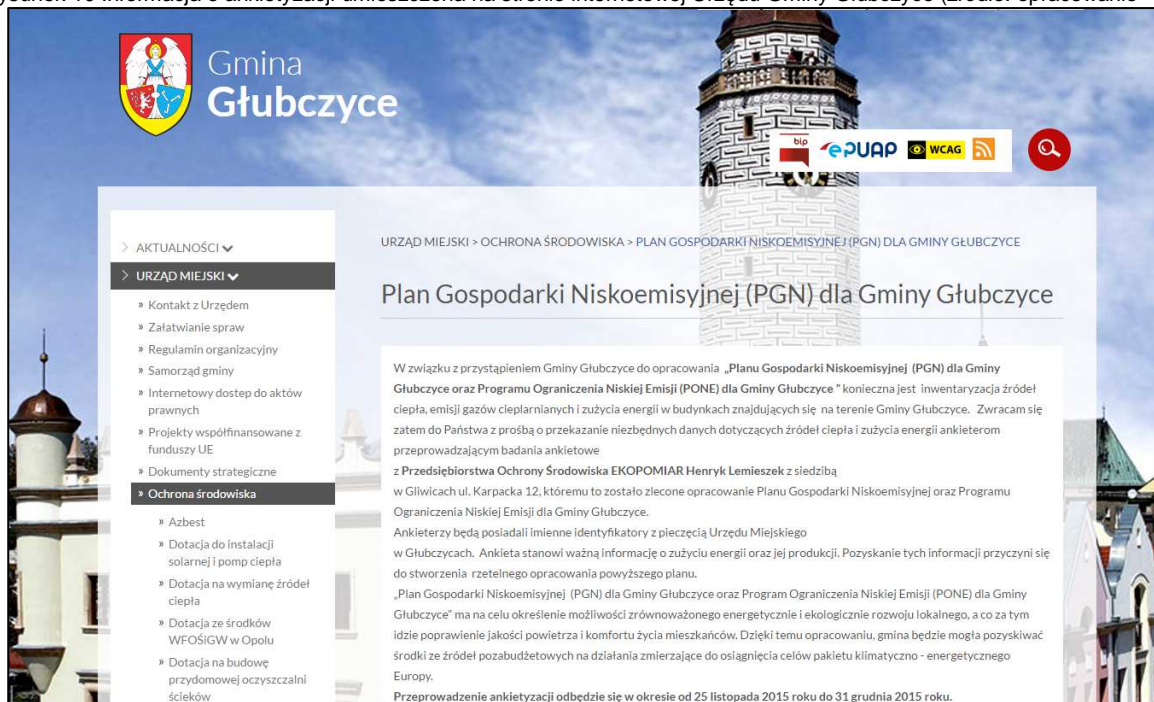 Gmina
Głubczyce
bip
ePUAP
WCAG
AKTUALNOŚCI
URZĄD MIEJSKI
» Kontakt z Urzędem
» Załatwianie spraw
» Regulamin organizacyjny
» Samorząd gminy
» Internetowy dostep do aktów
prawnych
» Projekty współfinansowane z
funduszy UE
» Dokumenty strategiczne
» Ochrona środowiska
» Azbest
» Dotacja do instalacji
solarnej i pomp ciepła
» Dotacja na wymianę źródeł
ciepła
» Dotacja ze środków
WFOŚiGW w Opolu
» Dotacja na budowę
przydomowej oczyszczalni
ścieków
URZĄD MIEJSKI > OCHRONA ŚRODOWISKA > PLAN GOSPODARKI NISKOEMISYJNEJ (PGN) DLA GMINY GŁUBCZYCE
Plan Gospodarki Niskoemisyjnej (PGN) dla Gminy Głubczyce
W związku z przystąpieniem Gminy Głubczyce do opracowania „Planu Gospodarki Niskoemisyjnej (PGN) dla Gminy
Głubczyce oraz Programu Ograniczenia Niskiej Emisji (PONE) dla Gminy Głubczyce " konieczna jest inwentaryzacja źródeł
ciepła, emisji gazów cieplarnianych i zużycia energii w budynkach znajdujących się na terenie Gminy Głubczyce. Zwracam się
zatem do Państwa z prośbą o przekazanie niezbędnych danych dotyczących źródeł ciepła i zużycia energii ankieterom
przeprowadzającym badania ankietowe
z Przedsiębiorstwa Ochrony Środowiska EKOPOMIAR Henryk Lemieszek z siedzibą
w Gliwicach ul. Karpacka 12, któremu to zostało zlecone opracowanie Planu Gospodarki Niskoemisyjnej oraz Programu
Ograniczenia Niskiej Emisji dla Gminy Głubczyce.
Ankieterzy będą posiadali imienne identyfikatory z pieczęcią Urzędu Miejskiego
w Głubczycach. Ankieta stanowi ważną informację o zużyciu energii oraz jej produkcji. Pozyskanie tych informacji przyczyni się
do stworzenia rzetelnego opracowania powyższego planu.
„Plan Gospodarki Niskoemisyjnej (PGN) dla Gminy Głubczyce oraz Program Ograniczenia Niskiej Emisji (PONE) dla Gminy
Głubczyce" ma na celu określenie możliwości zrównoważonego energetycznie i ekologicznie rozwoju lokalnego, a co za tym
idzie poprawienie jakości powietrza i komfortu życia mieszkańców. Dzięki temu opracowaniu, gmina będzie mogła pozyskiwać
środki ze źródeł pozabudżetowych na działania zmierzające do osiągnięcia celów pakietu klimatyczno - energetycznego
Europy.
Przeprowadzenie ankietyzacji odbędzie się w okresie od 25 listopada 2015 roku do 31 grudnia 2015 roku.